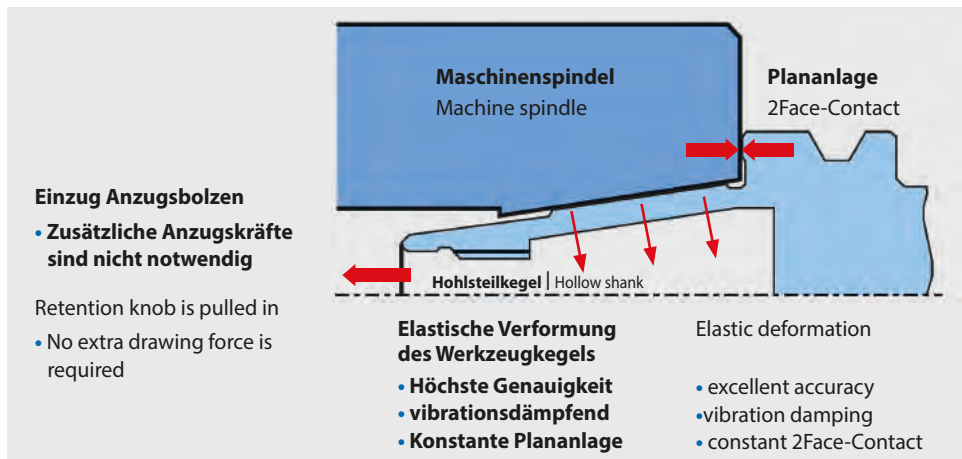 Maschinenspindel
Machine spindle
Plananlage
2Face-Contact
Einzug Anzugsbolzen
• Zusätzliche Anzugskräfte
sind nicht notwendig
Retention knob is pulled in
• No extra drawing force is
required
Hohlsteilkegel | Hollow shank
Elastische Verformung
des Werkzeugkegels
• Höchste Genauigkeit
• vibrationsdämpfend
• Konstante Plananlage
Elastic deformation
• excellent accuracy
•vibration damping
• constant 2Face-Contact